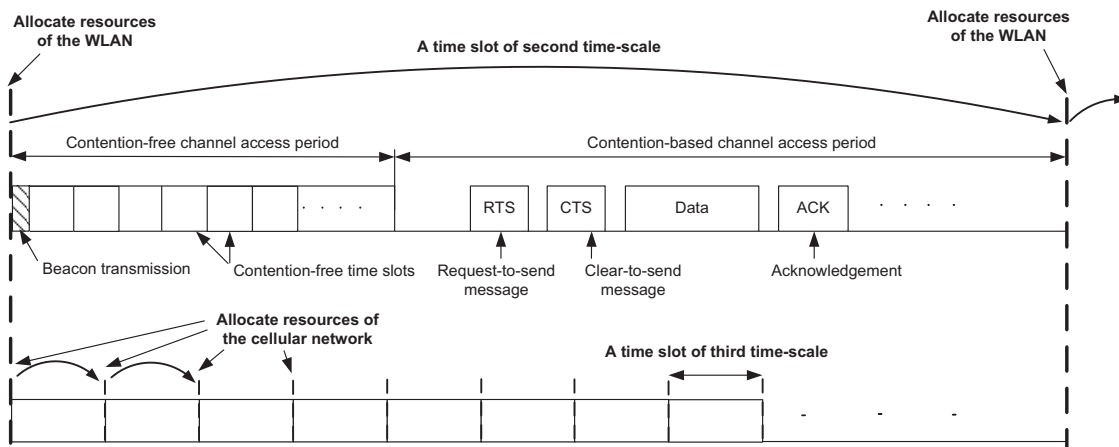 Allocate resources
of the WLAN
A time slot of second time-scale
Allocate resources
of the WLAN
Contention-free channel access period
Contention-based channel access period
RTS
CTS
Data
ACK
Beacon transmission
Contention-free time slots
Request-to-send
message
Clear-to-send
message
Acknowledgement
Allocate resources of
the cellular network
A time slot of third time-scale